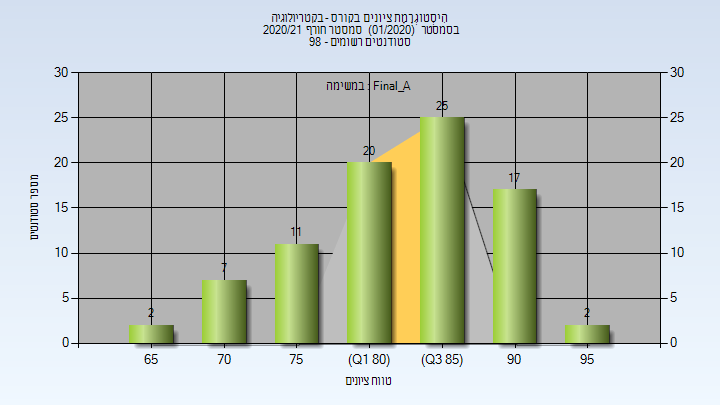 היסטוגרמת ציונים בקורס - בקטריולוגיה
בסמסטר (01/2020) סמסטר חורף 2020/21
סטודנטים רשומים - 98
במשימה : Final_A
30 30
25 25
20 20
15 15
10 10
5 5
0 0
2 7 11 20 25 17 2
65 70 75 (Q1 80) (Q3 85) 90 95
מספר סטודנטים
טווח ציונים